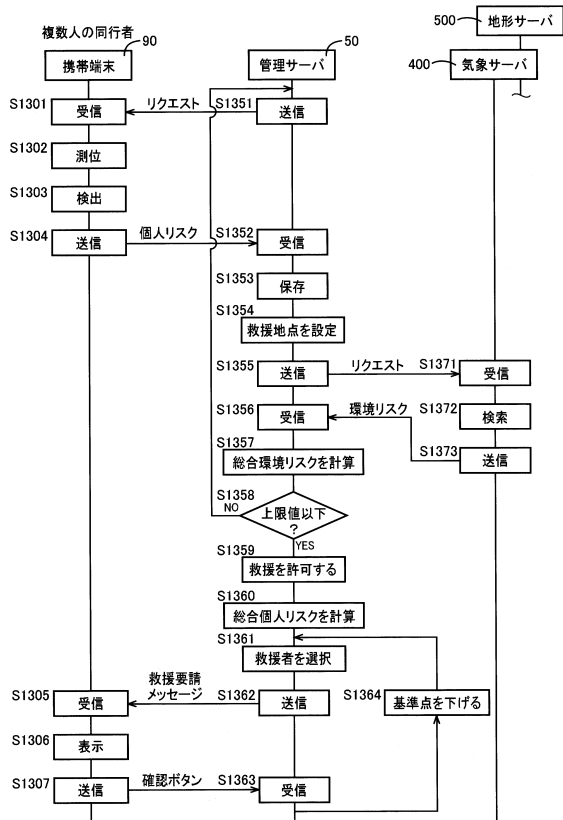 500
地形サーバ
複数人の同行者
90
50
400
携帯端末
管理サーバ
気象サーバ
S1301
受信
リクエスト
S1351
送信
S1302
測位
S1303
検出
S1304
送信
個人リスク
S1352
受信
S1353
保存
S1354
救援地点を設定
S1355
送信
リクエスト
S1371
受信
S1356
受信
環境リスク
S1372
検索
S1357
総合環境リスクを計算
S1373
送信
S1358
NO
上限値以下
?
YES
S1359
救援を許可する
S1360
総合個人リスクを計算
S1361
救援者を選択
S1305
受信
救援要請
メッセージ
S1362
送信
S1364
基準点を下げる
S1306
表示
S1307
送信
確認ボタン
S1363
受信